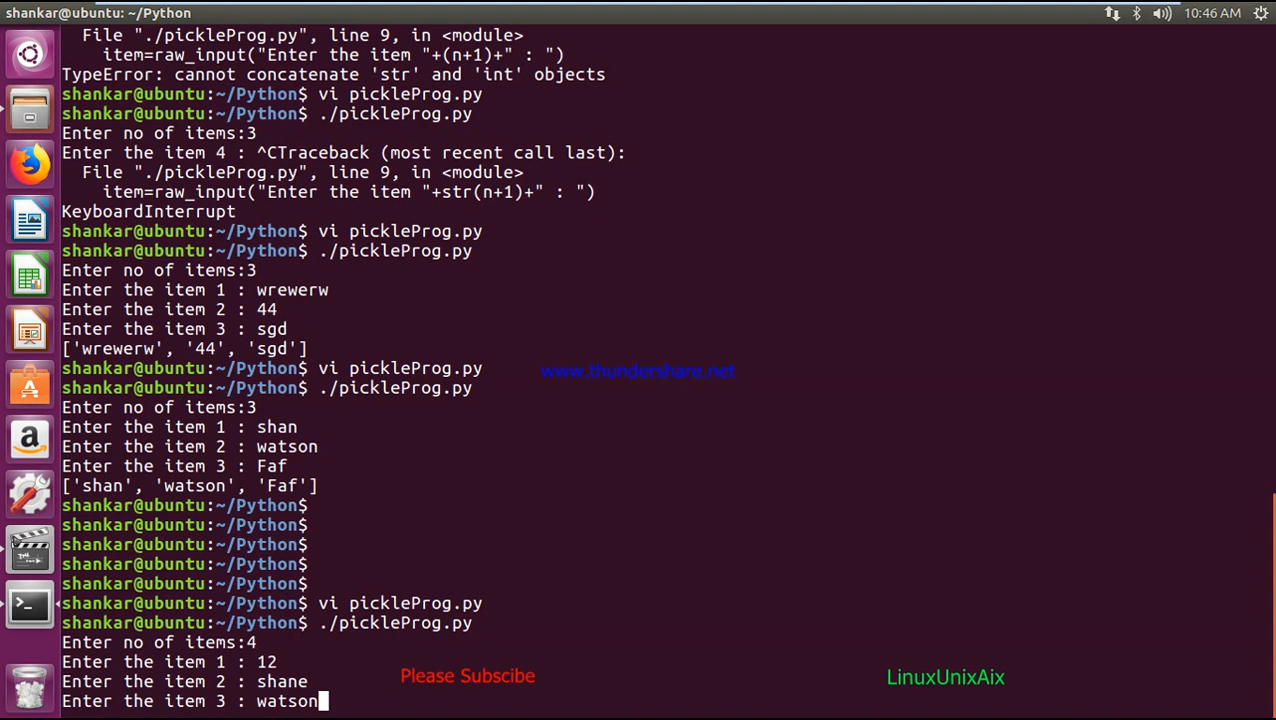 shankar@ubuntu: ~/Python
10:46 AM
File "./pickleProg.py", line 9, in <module>
item=raw_input("Enter the item "+(n+1)+" : ")
TypeError: cannot concatenate 'str' and 'int' objects
shankar@ubuntu:~/Python$ vi pickleProg.py
shankar@ubuntu:~/Python$ ./pickleProg.py
Enter no of items:3
Enter the item 4 : ^CTraceback (most recent call last):
File "./pickleProg.py", line 9, in <module>
item=raw_input("Enter the item "+str(n+1)+" : ")
KeyboardInterrupt
shankar@ubuntu:~/Python$ vi pickleProg.py
shankar@ubuntu:~/Python$ ./pickleProg.py
Enter no of items:3
Enter the item 1 : wrewerw
Enter the item 2 : 44
Enter the item 3 : sgd
['wrewerw', '44', 'sgd']
shankar@ubuntu:~/Python$ vi pickleProg.py
www.thundershare.net
shankar@ubuntu:~/Python$ ./pickleProg.py
Enter no of items:3
Enter the item 1 : shan
Enter the item 2 : watson
Enter the item 3 : Faf
['shan', 'watson', 'Faf']
shankar@ubuntu:~/Python$
shankar@ubuntu:~/Python$
shankar@ubuntu:~/Python$
shankar@ubuntu:~/Python$
shankar@ubuntu:~/Python$
shankar@ubuntu:~/Python$ vi pickleProg.py
shankar@ubuntu:~/Python$ ./pickleProg.py
Enter no of items:4
Enter the item 1 : 12
Enter the item 2 : shane
Please Subscibe
LinuxUnixAix
Enter the item 3 : watson